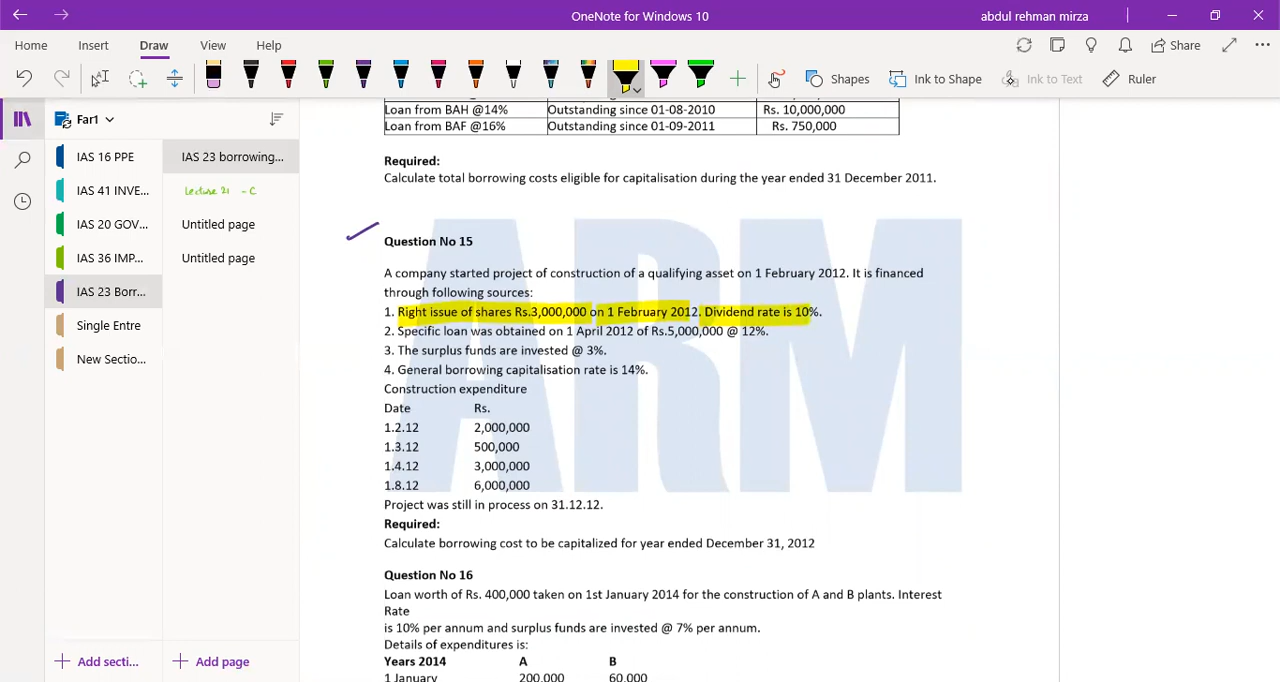 OneNote for Windows 10
abdul rehman mirza
Home Insert Draw View Help
Share
Shapes Ink to Shape Ink to Text Ruler
Far1
IAS 16 PPE
IAS 41 INVE...
IAS 20 GOV...
IAS 36 IMP...
IAS 23 Borr...
Single Entre
New Sectio...
Add secti...
IAS 23 borrowing...
Lecture 21 - C
Untitled page
Untitled page
Add page
Loan from BAH @14% Outstanding since 01-08-2010 Rs. 10,000,000
Loan from BAF @16% Outstanding since 01-09-2011 Rs. 750,000
Required:
Calculate total borrowing costs eligible for capitalisation during the year ended 31 December 2011.
ARM
Question No 15
A company started project of construction of a qualifying asset on 1 February 2012. It is financed
through following sources:
1. Right issue of shares Rs.3,000,000 on 1 February 2012. Dividend rate is 10%.
2. Specific loan was obtained on 1 April 2012 of Rs.5,000,000 @ 12%.
3. The surplus funds are invested @ 3%.
4. General borrowing capitalisation rate is 14%.
Construction expenditure
Date Rs.
1.2.12 2,000,000
1.3.12 500,000
1.4.12 3,000,000
1.8.12 6,000,000
Project was still in process on 31.12.12.
Required:
Calculate borrowing cost to be capitalized for year ended December 31, 2012
Question No 16
Loan worth of Rs. 400,000 taken on 1st January 2014 for the construction of A and B plants. Interest
Rate
is 10% per annum and surplus funds are invested @ 7% per annum.
Details of expenditures is:
Years 2014 A B
1 January 200,000 60,000